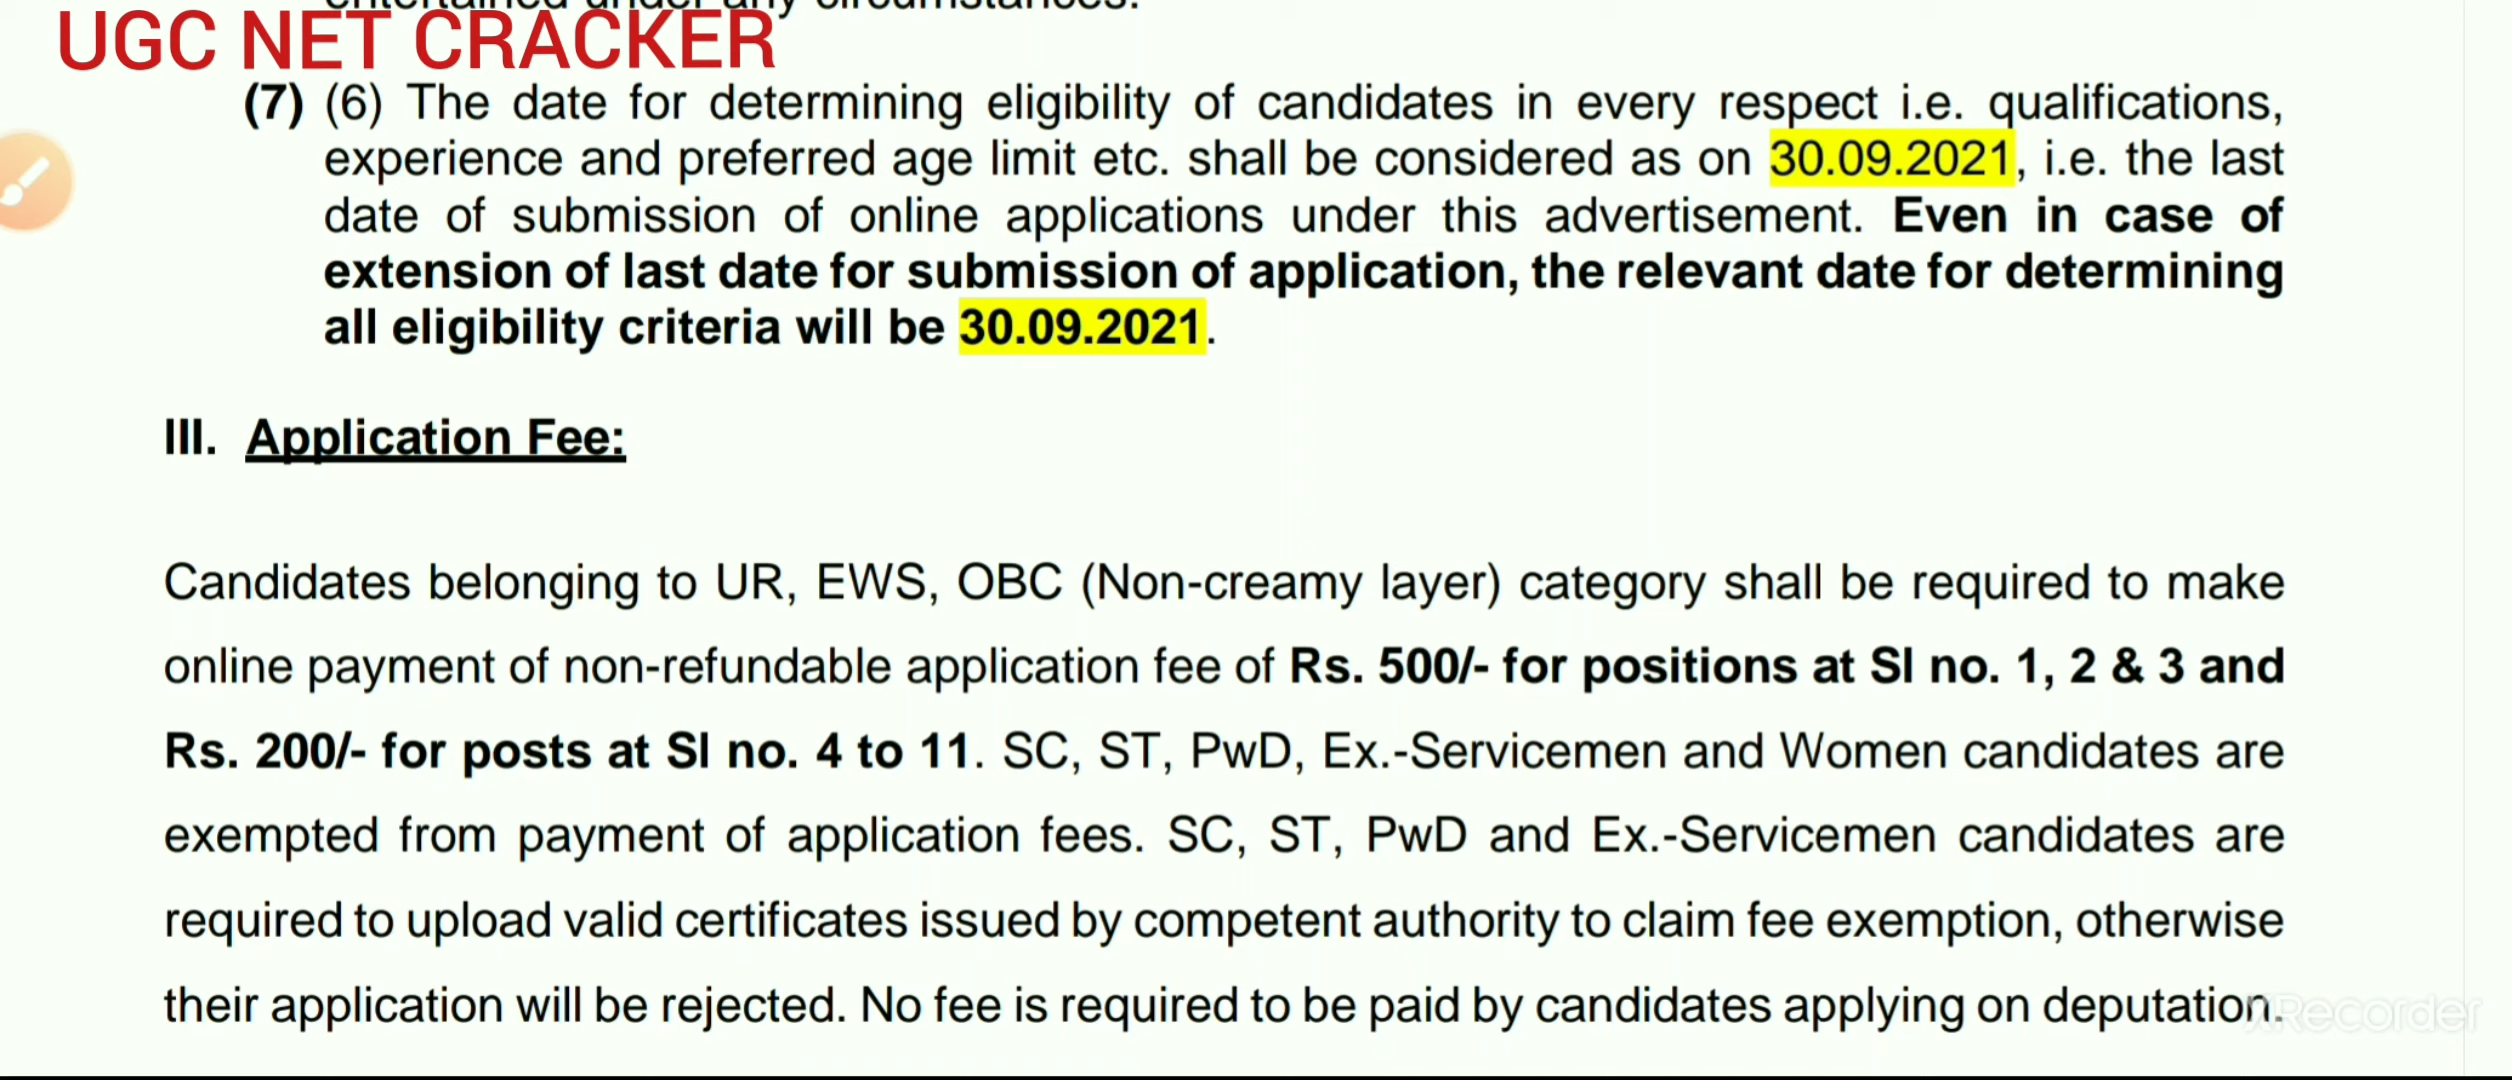 entertained under any circumstances.
UGC NET CRACKER
(7) (6) The date for determining eligibility of candidates in every respect i.e. qualifications,
experience and preferred age limit etc. shall be considered as on 30.09.2021, i.e. the last
date of submission of online applications under this advertisement. Even in case of
extension of last date for submission of application, the relevant date for determining
all eligibility criteria will be 30.09.2021.
III. Application Fee:
Candidates belonging to UR, EWS, OBC (Non-creamy layer) category shall be required to make
online payment of non-refundable application fee of Rs. 500/- for positions at Sl no. 1, 2 & 3 and
Rs. 200/- for posts at Sl no. 4 to 11. SC, ST, PwD, Ex.-Servicemen and Women candidates are
exempted from payment of application fees. SC, ST, PwD and Ex.-Servicemen candidates are
required to upload valid certificates issued by competent authority to claim fee exemption, otherwise
their application will be rejected. No fee is required to be paid by candidates applying on deputation.
XRecorder